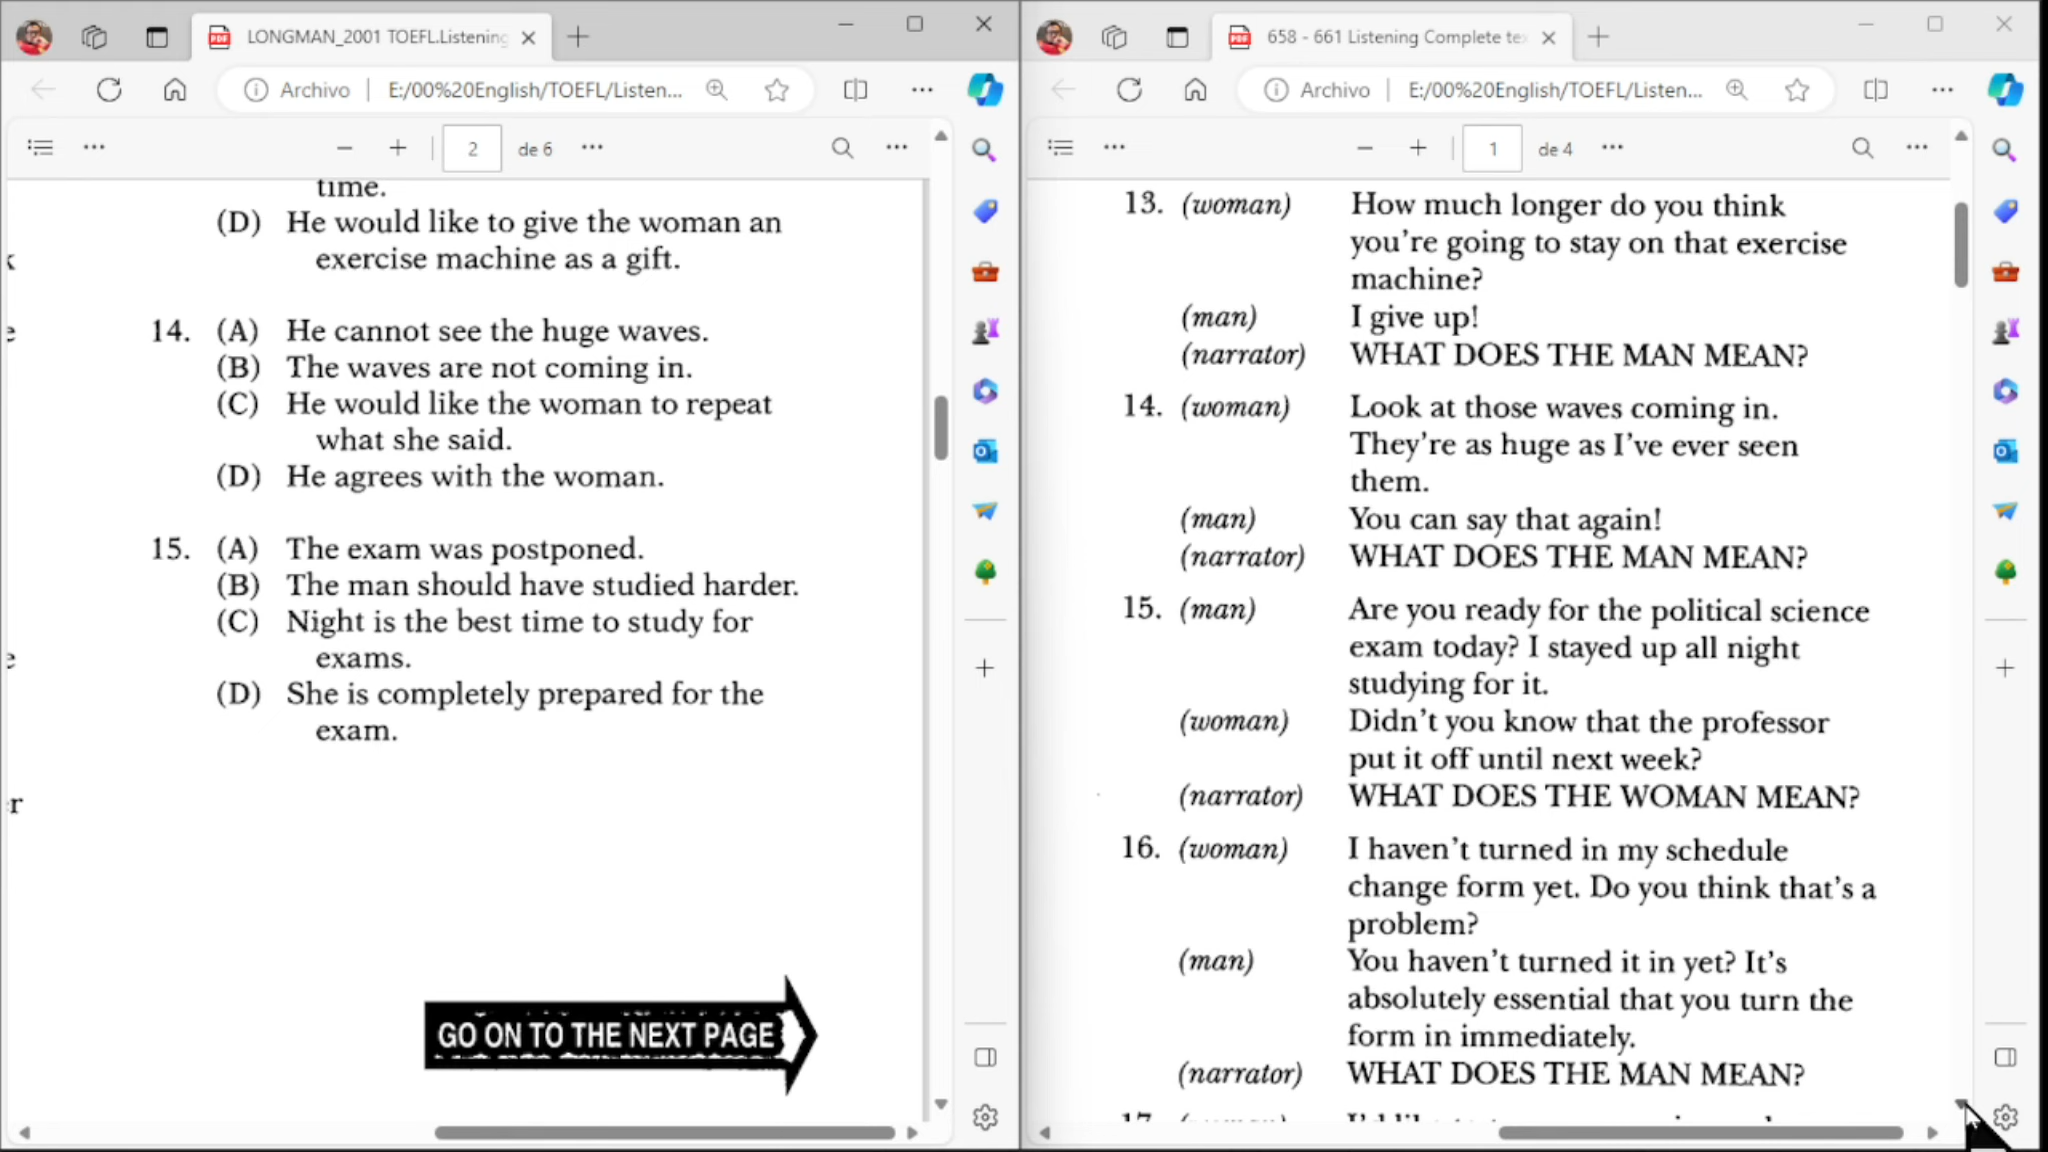 LONGMAN_2001 TOEFL.Listening
Archivo
E:/00%20English/TOEFL/Listen...
2
de 6
time.
(D) He would like to give the woman an
exercise machine as a gift.
14. (A) He cannot see the huge waves.
(B) The waves are not coming in.
(C) He would like the woman to repeat
what she said.
(D) He agrees with the woman.
15. (A) The exam was postponed.
(B) The man should have studied harder.
(C) Night is the best time to study for
exams.
(D) She is completely prepared for the
exam.
GO ON TO THE NEXT PAGE
658 - 661 Listening Complete te
Archivo
E:/00%20English/TOEFL/Listen...
1
de 4
13. (woman) How much longer do you think
you're going to stay on that exercise
machine?
(man) I give up!
(narrator) WHAT DOES THE MAN MEAN?
14. (woman) Look at those waves coming in.
They're as huge as I've ever seen
them.
(man) You can say that again!
(narrator) WHAT DOES THE MAN MEAN?
15. (man) Are you ready for the political science
exam today? I stayed up all night
studying for it.
(woman) Didn't you know that the professor
put it off until next week?
(narrator) WHAT DOES THE WOMAN MEAN?
16. (woman) I haven't turned in my schedule
change form yet. Do you think that's a
problem?
(man) You haven't turned it in yet? It's
absolutely essential that you turn the
form in immediately.
(narrator) WHAT DOES THE MAN MEAN?